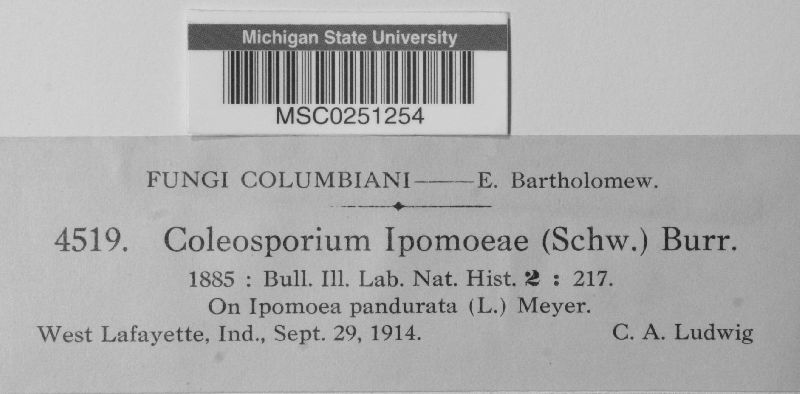 Michigan State University
MSC0251254
FUNGI COLUMBIANI——E. Bartholomew.
4519. Coleosporium Ipomoeae (Schw.) Burr.
1885 : Bull. Ill. Lab. Nat. Hist. 2 : 217.
On Ipomoea pandurata (L.) Meyer.
West Lafayette, Ind., Sept. 29, 1914. C. A. Ludwig